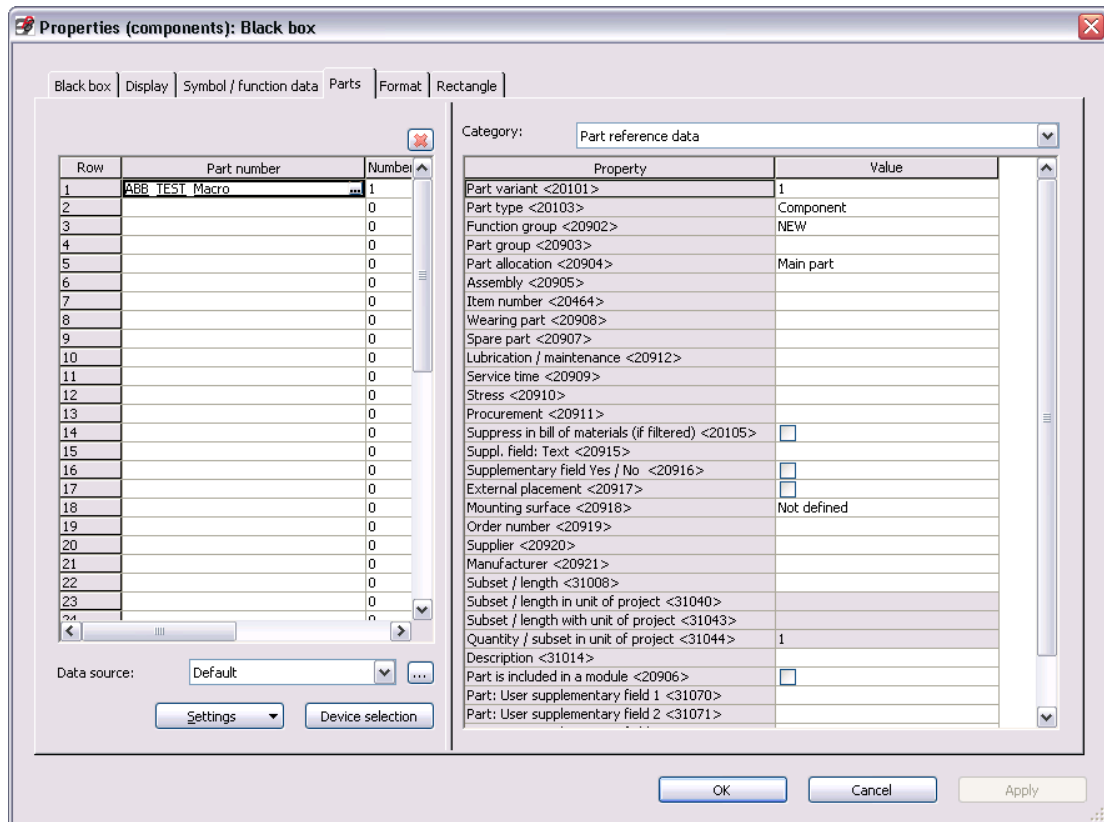 Properties (components): Black box
Black box Display Symbol / function data Parts Format Rectangle
Category: Part reference data
Row Part number Number
1 ABB_TEST_Macro ... 1
2 0
3 0
4 0
5 0
6 0
7 0
8 0
9 0
10 0
11 0
12 0
13 0
14 0
15 0
16 0
17 0
18 0
19 0
20 0
21 0
22 0
23 0
24 0
Data source: Default ...
Settings Device selection
Property Value
Part variant <20101> 1
Part type <20103> Component
Function group <20902> NEW
Part group <20903>
Part allocation <20904> Main part
Assembly <20905>
Item number <20464>
Wearing part <20908>
Spare part <20907>
Lubrication / maintenance <20912>
Service time <20909>
Stress <20910>
Procurement <20911>
Suppress in bill of materials (if filtered) <20105>
Suppl. field: Text <20915>
Supplementary field Yes / No <20916>
External placement <20917>
Mounting surface <20918> Not defined
Order number <20919>
Supplier <20920>
Manufacturer <20921>
Subset / length <31008>
Subset / length in unit of project <31040>
Subset / length with unit of project <31043>
Quantity / subset in unit of project <31044> 1
Description <31014>
Part is included in a module <20906>
Part: User supplementary field 1 <31070>
Part: User supplementary field 2 <31071>
OK Cancel Apply